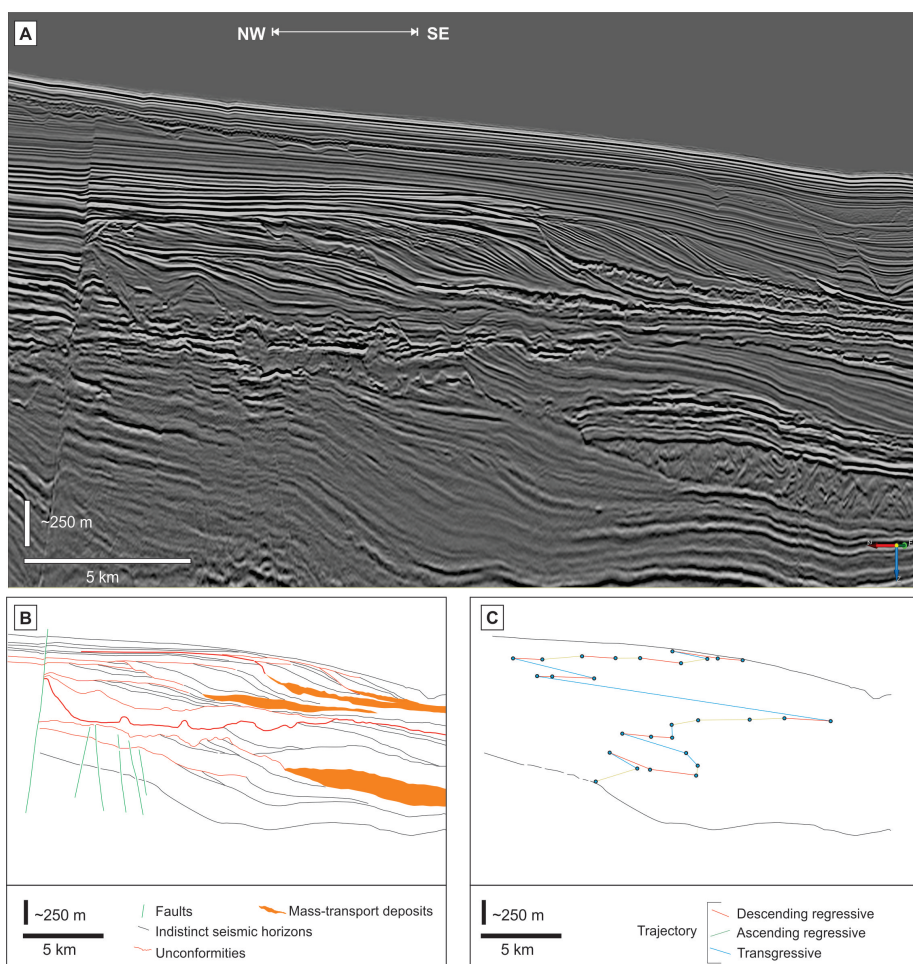 A
NW SE
~250 m
5 km
B
C
~250 m
5 km
Faults
Mass-transport deposits
Indistinct seismic horizons
Unconformities
~250 m
5 km
Trajectory
Descending regressive
Ascending regressive
Transgressive